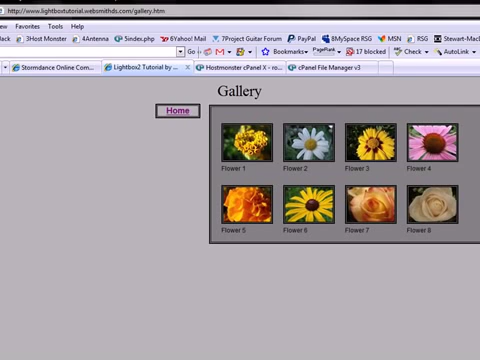 http://www.lightboxtutorial.websmithds.com/gallery.htm
View Favorites Tools Help
3Host Monster 4Antenna 5index.php 6Yahoo! Mail 7Project Guitar Forum PayPal 8MySpace RSG MSN RSG Stewart-Mac
Go Bookmarks PageRank 17 blocked Check AutoLink
Stormdance Online Com... Lightbox2 Tutorial by ... Hostmonster cPanel X - ro... cPanel File Manager v3
Gallery
Home
Flower 1 Flower 2 Flower 3 Flower 4
Flower 5 Flower 6 Flower 7 Flower 8